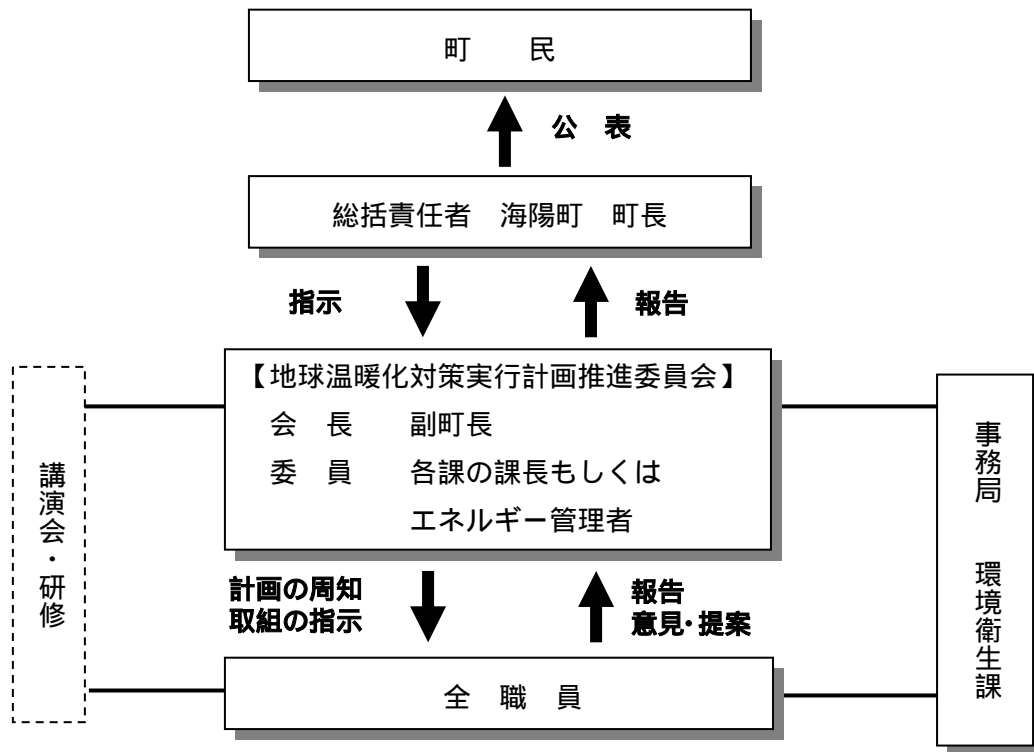 町　　民
公　表
総括責任者　海陽町　町長
指示
報告
【地球温暖化対策実行計画推進委員会】
会　長　　副町長
委　員　　各課の課長もしくは
エネルギー管理者
講演会・研修
事務局　　環境衛生課
計画の周知
取組の指示
報告
意見・提案
全　職　員